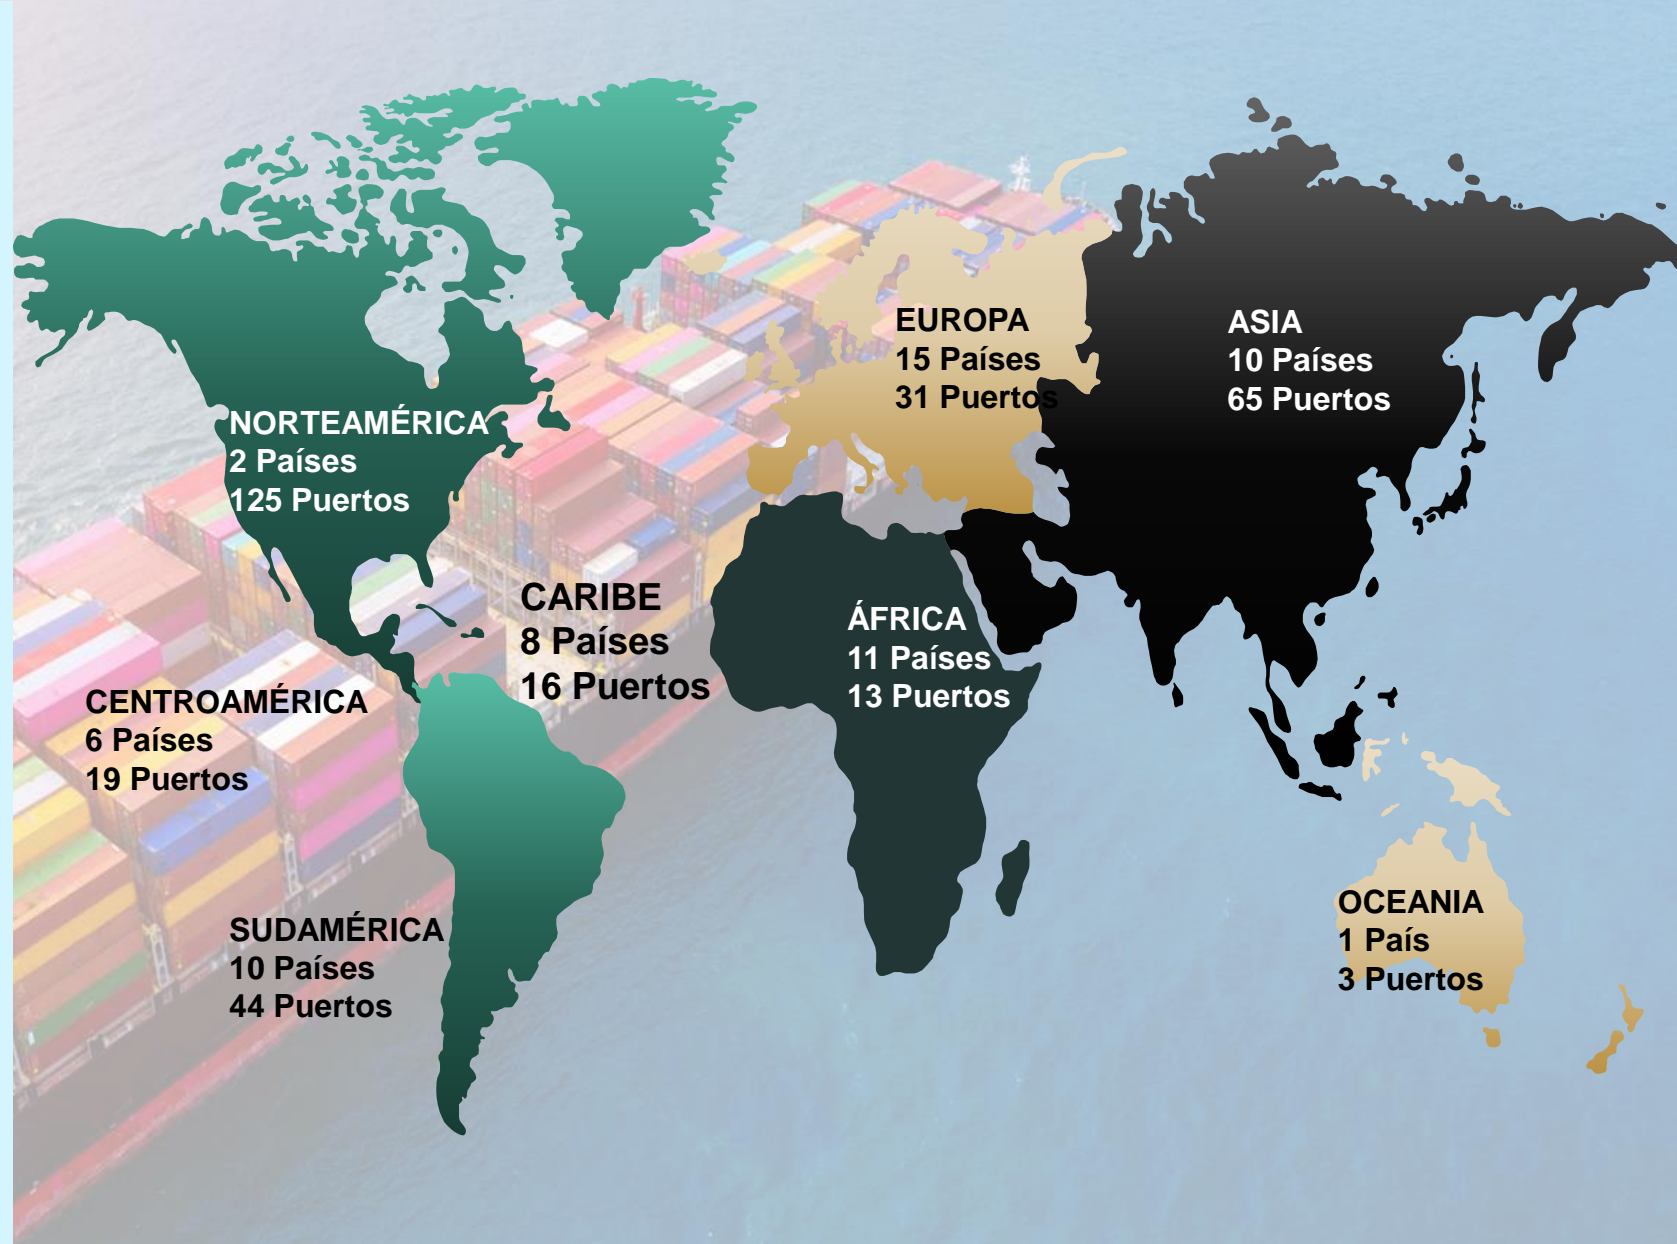 NORTEAMÉRICA
2 Países
125 Puertos
EUROPA
15 Países
31 Puertos
ASIA
10 Países
65 Puertos
CARIBE
8 Países
16 Puertos
ÁFRICA
11 Países
13 Puertos
CENTROAMÉRICA
6 Países
19 Puertos
SUDAMÉRICA
10 Países
44 Puertos
OCEANIA
1 País
3 Puertos